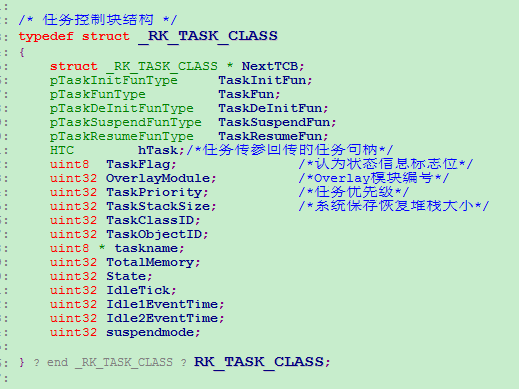 /* 任务控制块结构 */
typedef struct _RK_TASK_CLASS
{
struct _RK_TASK_CLASS * NextTCB;
pTaskInitFunType TaskInitFun;
pTaskFunType TaskFun;
pTaskDeInitFunType TaskDeInitFun;
pTaskSuspendFunType TaskSuspendFun;
pTaskResumeFunType TaskResumeFun;
HTC hTask;/*任务传参回传的任务句柄*/
uint8 TaskFlag; /*认为状态信息标志位*/
uint32 OverlayModule; /*Overlay模块编号*/
uint32 TaskPriority; /*任务优先级*/
uint32 TaskStackSize; /*系统保存恢复堆栈大小*/
uint32 TaskClassID;
uint32 TaskObjectID;
uint8 * taskname;
uint32 TotalMemory;
uint32 State;
uint32 IdleTick;
uint32 Idle1EventTime;
uint32 Idle2EventTime;
uint32 suspendmode;
} ? end _RK_TASK_CLASS ? RK_TASK_CLASS;